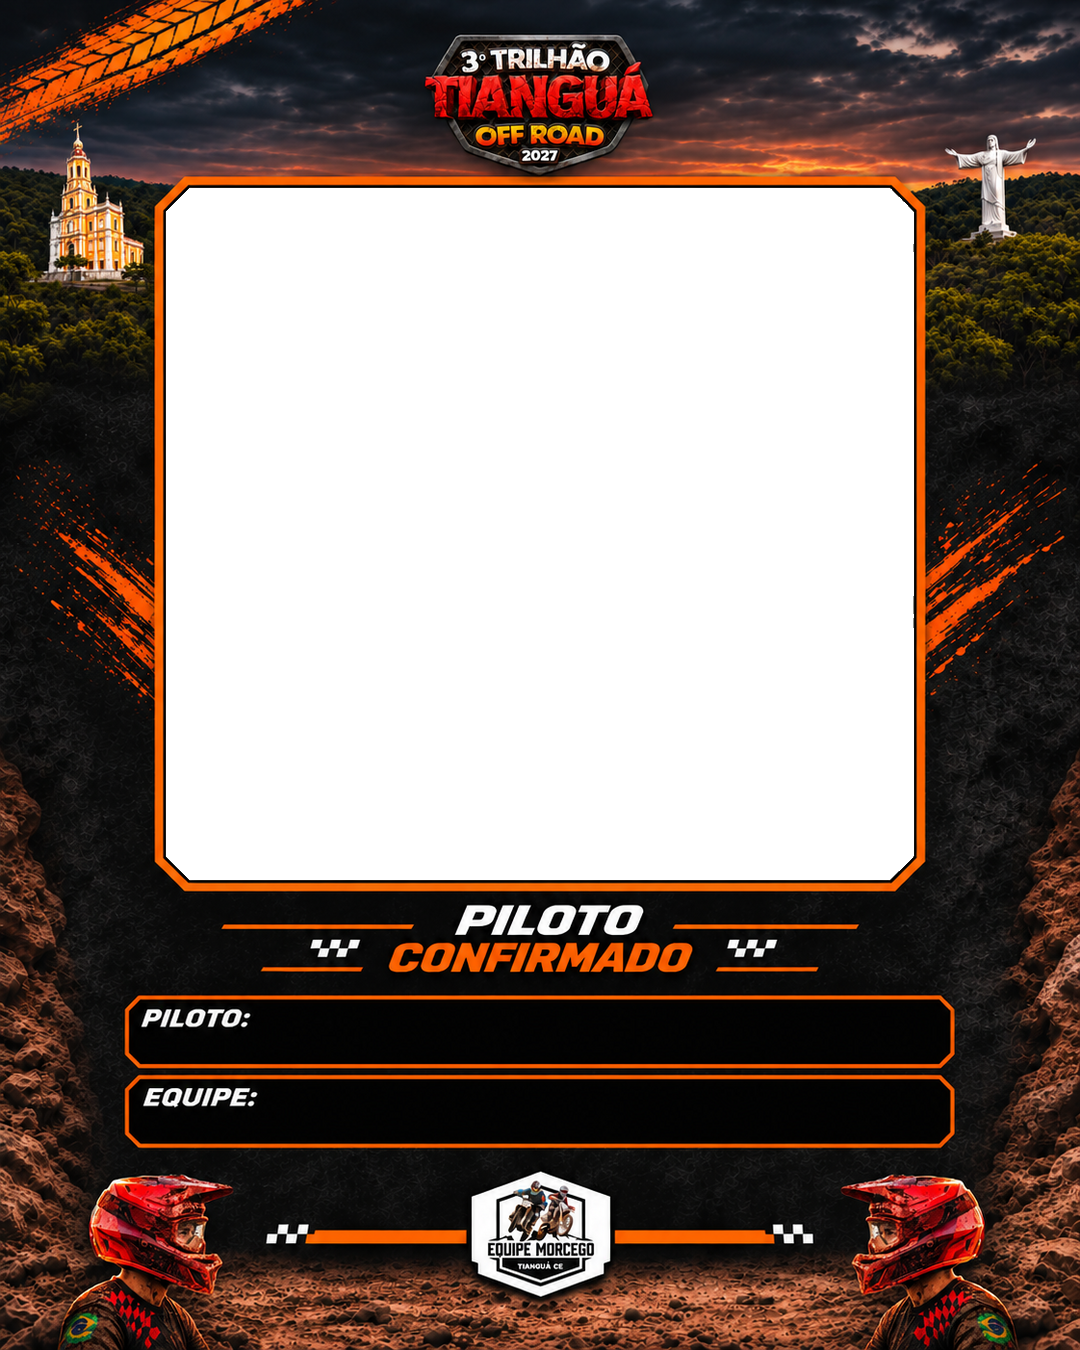 3º TRILHÃO
TIANGUÁ
OFF ROAD
2027
PILOTO
CONFIRMADO
PILOTO:
EQUIPE:
EQUIPE MORCEGO
TIANGUÁ CE